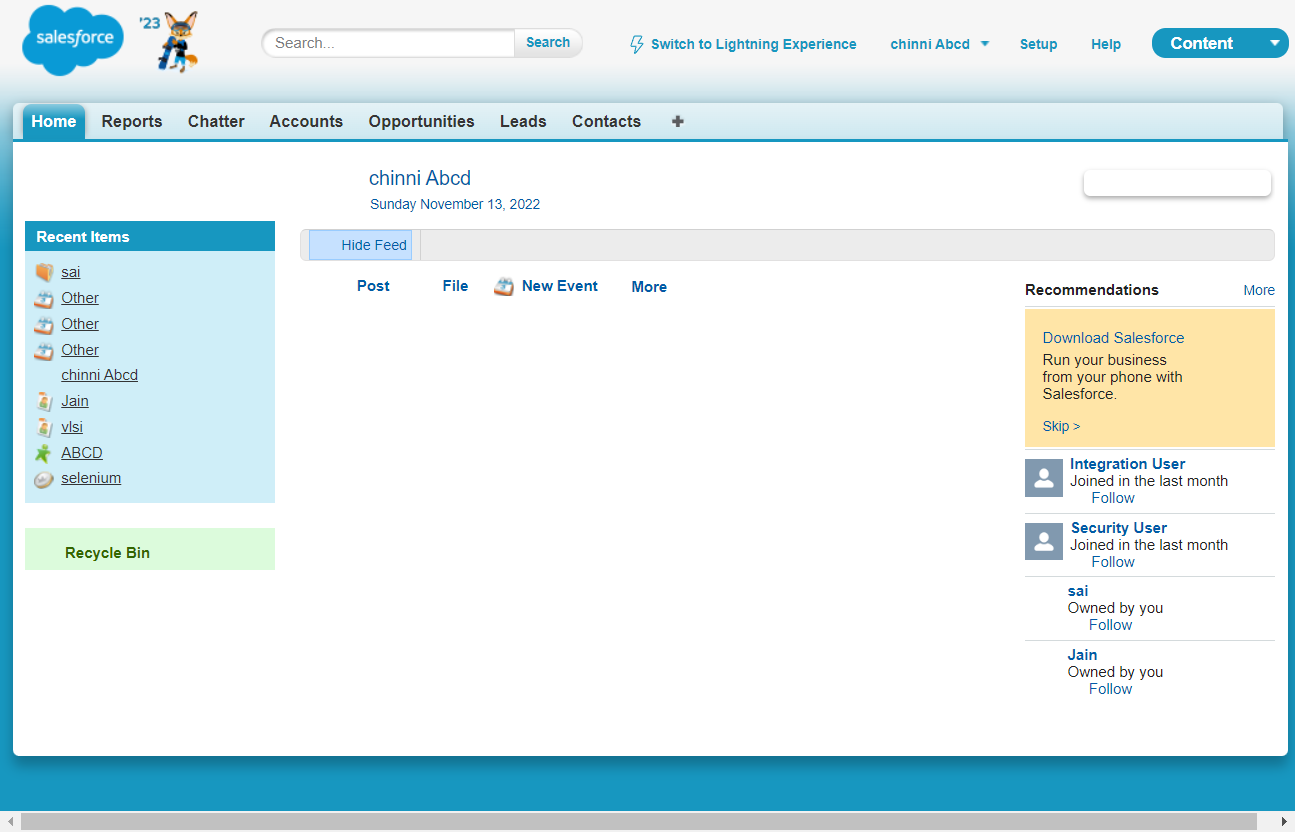 salesforce
'23
Search...
Search
Switch to Lightning Experience
chinni Abcd
Setup
Help
Content
Home
Reports
Chatter
Accounts
Opportunities
Leads
Contacts
chinni Abcd
Sunday November 13, 2022
Recent Items
sai
Other
Other
Other
chinni Abcd
Jain
vlsi
ABCD
selenium
Recycle Bin
Hide Feed
Post
File
New Event
More
Recommendations
More
Download Salesforce
Run your business
from your phone with
Salesforce.
Skip >
Integration User
Joined in the last month
Follow
Security User
Joined in the last month
Follow
sai
Owned by you
Follow
Jain
Owned by you
Follow